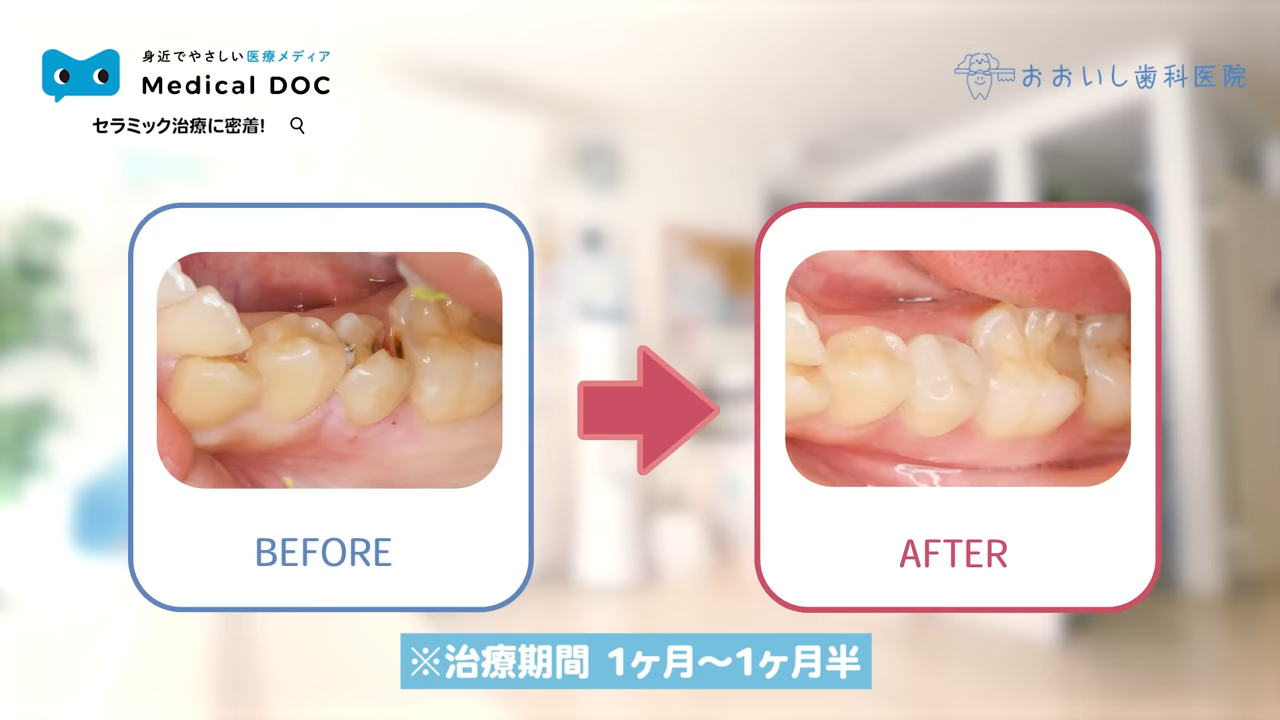 身近でやさしい医療メディア
Medical DOC
セラミック治療に密着!
おおいし歯科医院
BEFORE
AFTER
※治療期間 1ヶ月〜1ヶ月半